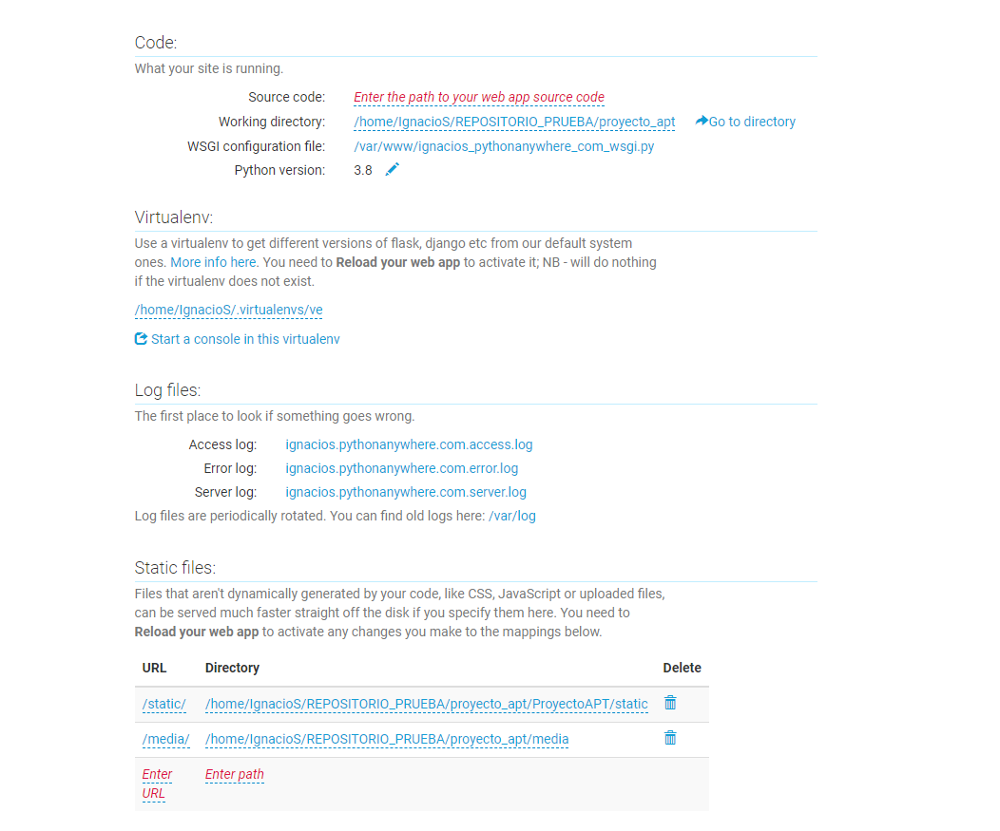 Code:
What your site is running.
Source code: Enter the path to your web app source code
Working directory: /home/IgnacioS/REPOSITORIO_PRUEBA/proyecto_apt Go to directory
WSGI configuration file: /var/www/ignacios_pythonanywhere_com_wsgi.py
Python version: 3.8
Virtualenv:
Use a virtualenv to get different versions of flask, django etc from our default system
ones. More info here. You need to Reload your web app to activate it; NB - will do nothing
if the virtualenv does not exist.
/home/IgnacioS/.virtualenvs/ve
Start a console in this virtualenv
Log files:
The first place to look if something goes wrong.
Access log: ignacios.pythonanywhere.com.access.log
Error log: ignacios.pythonanywhere.com.error.log
Server log: ignacios.pythonanywhere.com.server.log
Log files are periodically rotated. You can find old logs here: /var/log
Static files:
Files that aren't dynamically generated by your code, like CSS, JavaScript or uploaded files,
can be served much faster straight off the disk if you specify them here. You need to
Reload your web app to activate any changes you make to the mappings below.
URL Directory Delete
/static/ /home/IgnacioS/REPOSITORIO_PRUEBA/proyecto_apt/ProyectoAPT/static
/media/ /home/IgnacioS/REPOSITORIO_PRUEBA/proyecto_apt/media
Enter Enter path
URL